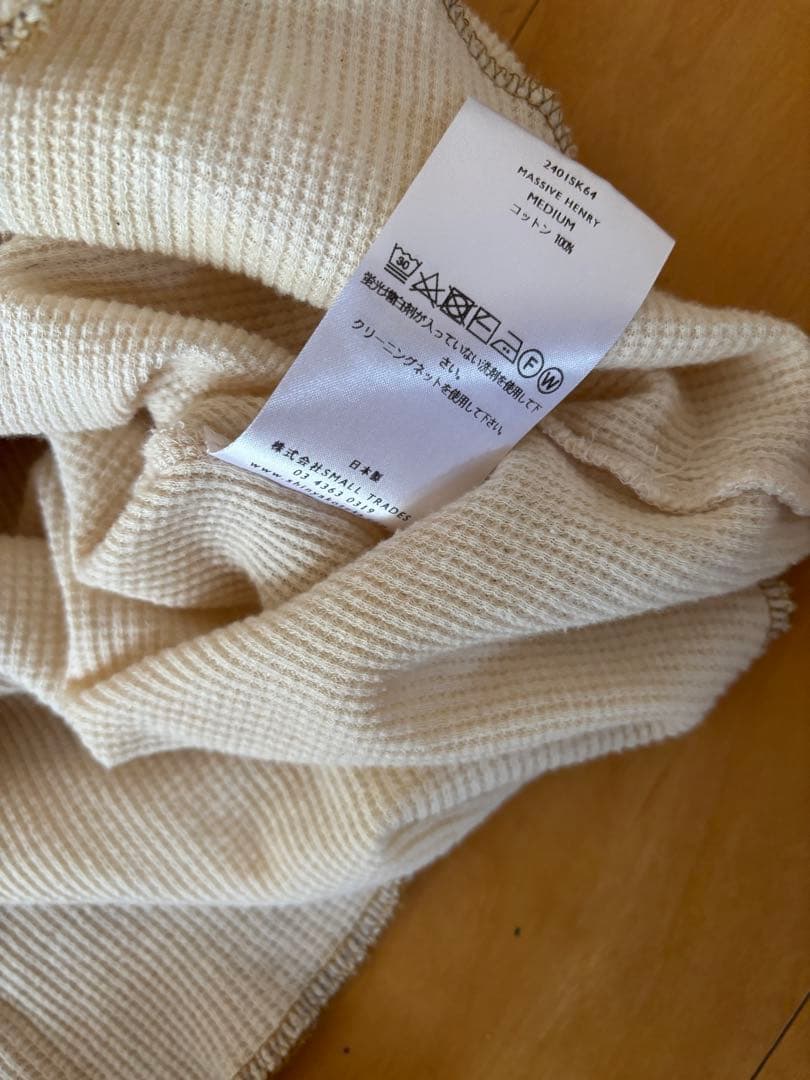 2401SK64
MASSIVE HENRY
MEDIUM
コットン 100%
30
F W
蛍光増白剤が入っていない洗剤を使用して下
さい。
クリーニングネットを使用して下さい。
日本製
株式会社SMALL TRADES
03 4363 0319